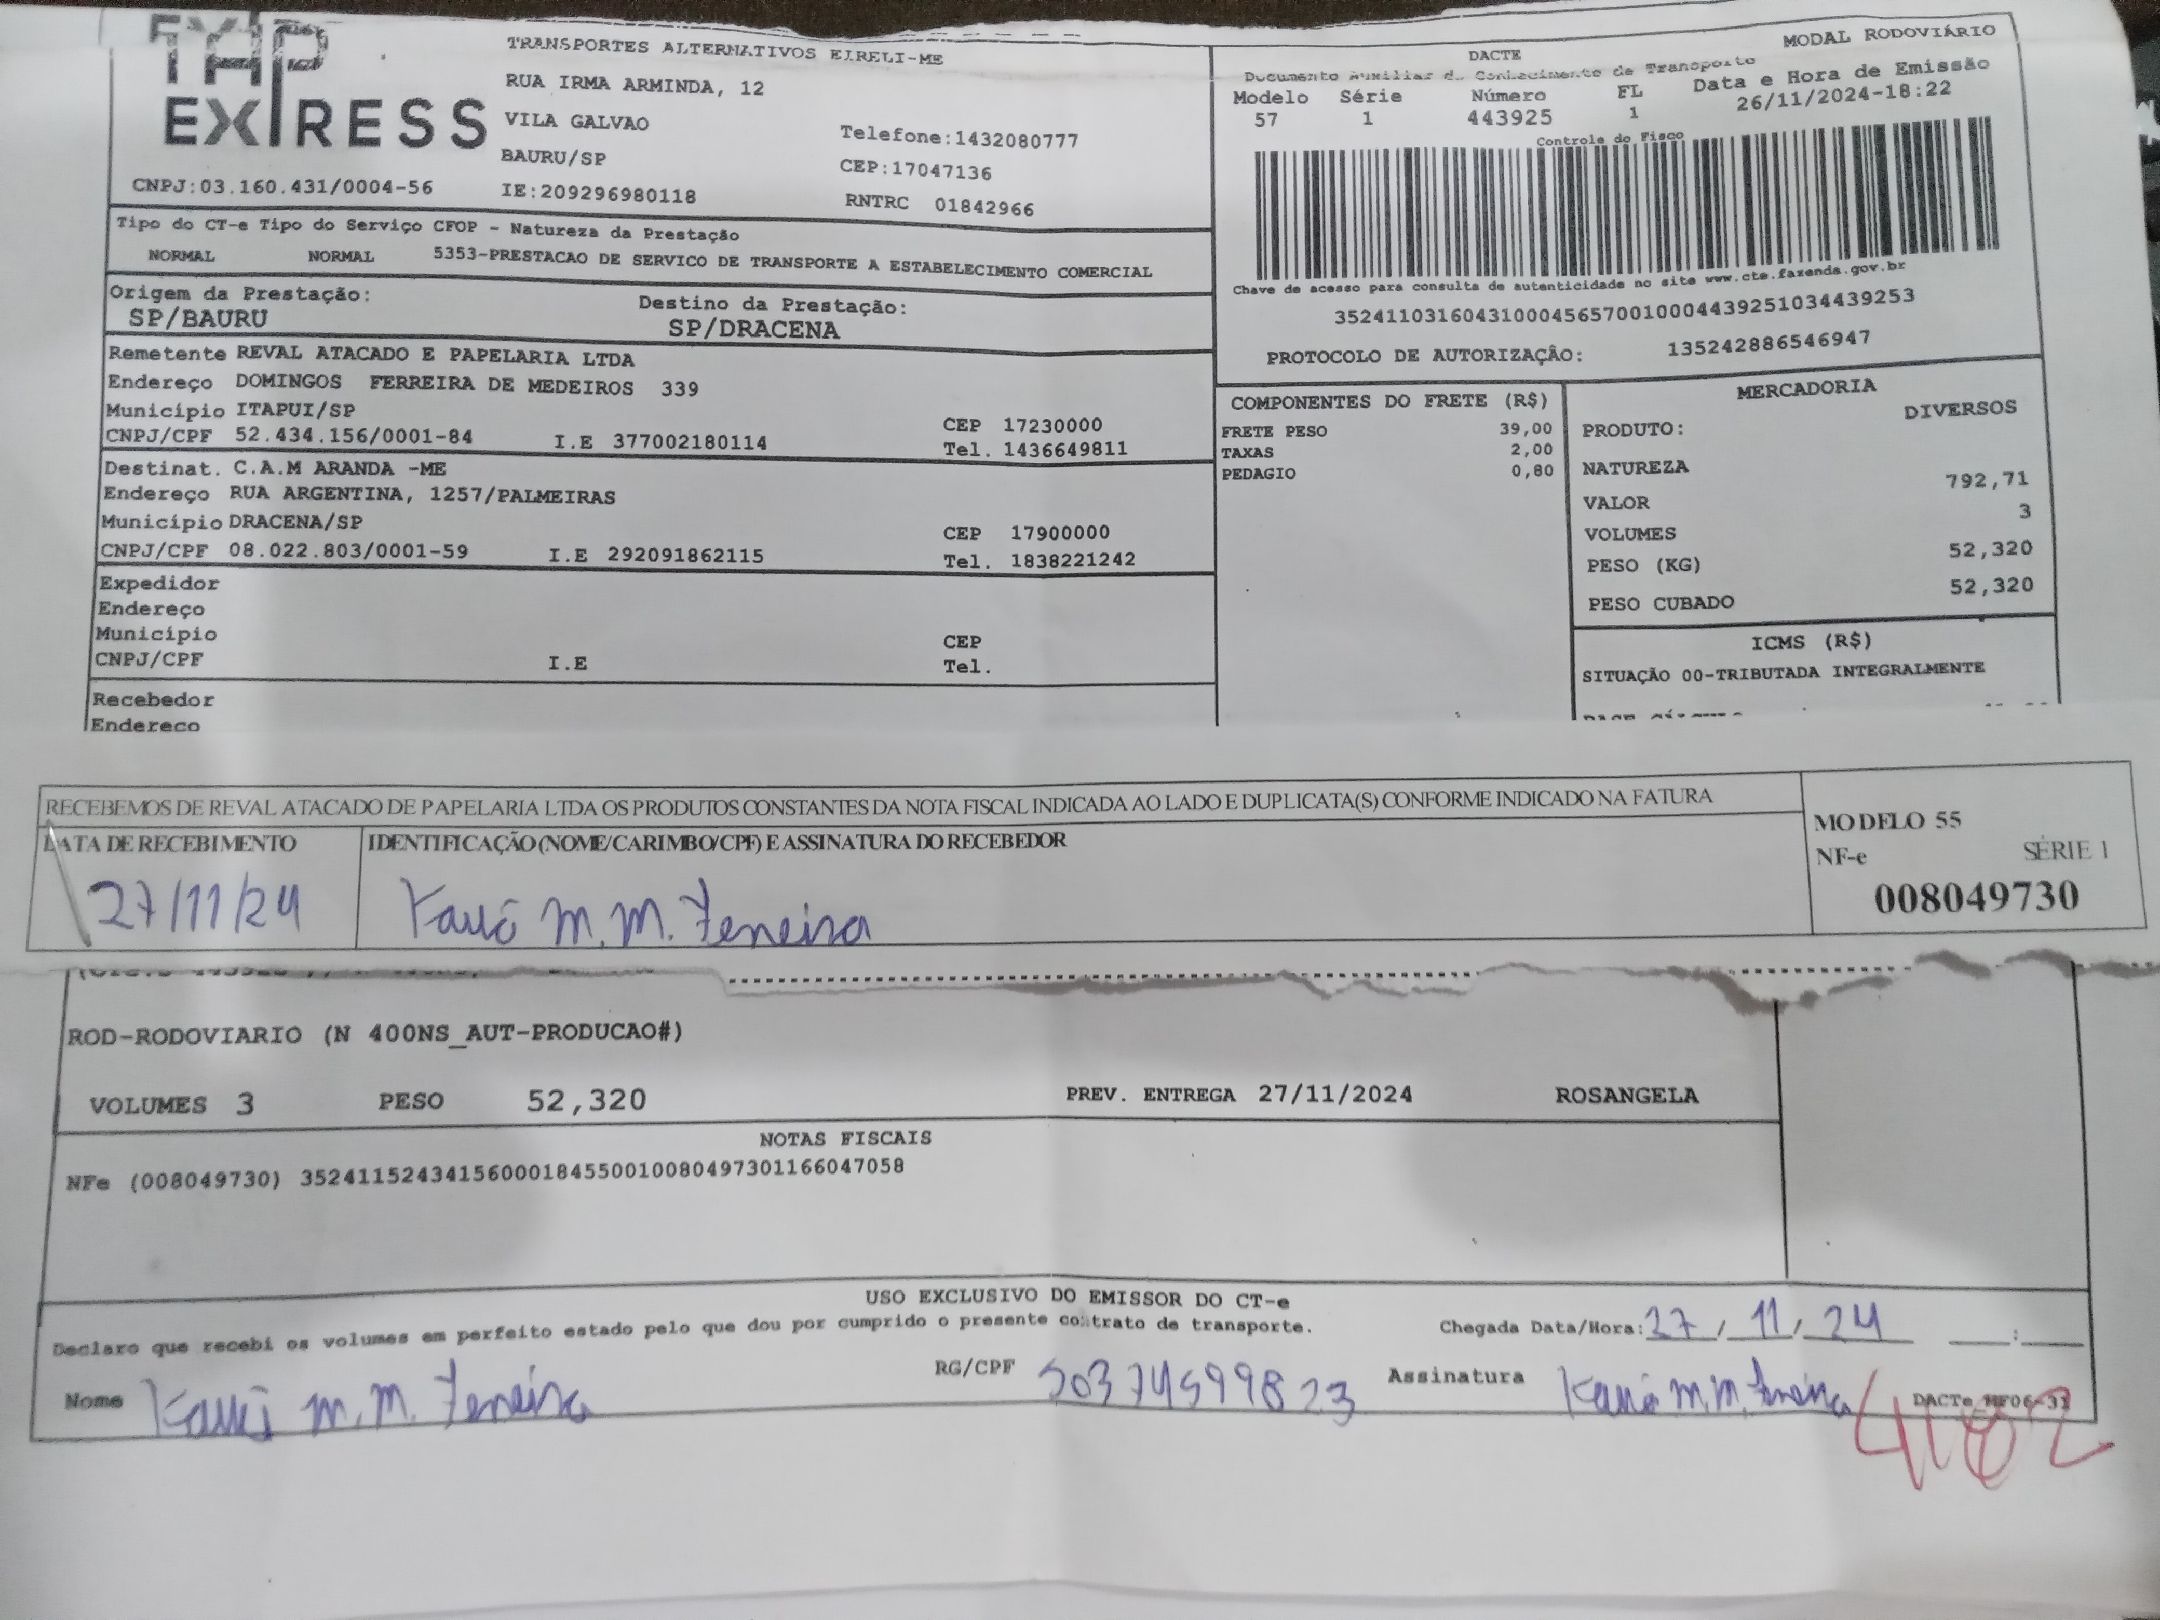 TAP
EXPRESS
TRANSPORTES ALTERNATIVOS EIRELI-ME
RUA IRMA ARMINDA, 12
VILA GALVAO
Telefone:1432080777
BAURU/SP
CEP:17047136
CNPJ:03.160.431/0004-56
IE:209296980118
RNTRC 01842966
DACTE
MODAL RODOVIÁRIO
Documento Auxiliar de Conhecimento de Transporto
Modelo Série Número FL Data e Hora de Emissão
57 1 443925 1 26/11/2024-18:22
Controle do Fisco
Chave de acesso para consulta de autenticidade no site www.cte.fazenda.gov.br
35241103160431000456570010004439251034439253
PROTOCOLO DE AUTORIZAÇÃO: 135242886546947
Tipo do CT-e Tipo do Serviço CFOP - Natureza da Prestação
NORMAL NORMAL 5353-PRESTACAO DE SERVICO DE TRANSPORTE A ESTABELECIMENTO COMERCIAL
Origem da Prestação: Destino da Prestação:
SP/BAURU SP/DRACENA
Remetente REVAL ATACADO E PAPELARIA LTDA
Endereço DOMINGOS FERREIRA DE MEDEIROS 339
Município ITAPUI/SP CEP 17230000
CNPJ/CPF 52.434.156/0001-84 I.E 377002180114 Tel. 1436649811
Destinat. C.A.M ARANDA -ME
Endereço RUA ARGENTINA, 1257/PALMEIRAS
Município DRACENA/SP CEP 17900000
CNPJ/CPF 08.022.803/0001-59 I.E 292091862115 Tel. 1838221242
Expedidor
Endereço
Município CEP
CNPJ/CPF I.E Tel.
Recebedor
Endereco
COMPONENTES DO FRETE (R$)
FRETE PESO 39,00
TAXAS 2,00
PEDAGIO 0,80
MERCADORIA
PRODUTO: DIVERSOS
NATUREZA
VALOR 792,71
VOLUMES 3
PESO (KG) 52,320
PESO CUBADO 52,320
ICMS (R$)
SITUAÇÃO 00-TRIBUTADA INTEGRALMENTE
RECEBEMOS DE REVAL ATACADO DE PAPELARIA LTDA OS PRODUTOS CONSTANTES DA NOTA FISCAL INDICADA AO LADO E DUPLICATA(S) CONFORME INDICADO NA FATURA
DATA DE RECEBIMENTO IDENTIFICAÇÃO (NOME/CARIMBO/CPF) E ASSINATURA DO RECEBEDOR
27/11/24 Kauê M. M. Ferreira
MODELO 55
NF-e SÉRIE 1
008049730
ROD-RODOVIARIO (N 400NS_AUT-PRODUCAO#)
VOLUMES 3 PESO 52,320 PREV. ENTREGA 27/11/2024 ROSANGELA
NOTAS FISCAIS
NFe (008049730) 35241152434156000184550010080497301166047058
USO EXCLUSIVO DO EMISSOR DO CT-e
Declaro que recebi os volumes em perfeito estado pelo que dou por cumprido o presente contrato de transporte. Chegada Data/Hora: 27 / 11 / 24 :
Nome Kauê M. M. Ferreira RG/CPF 50374599823 Assinatura Kauê M. M. Ferreira DACTe